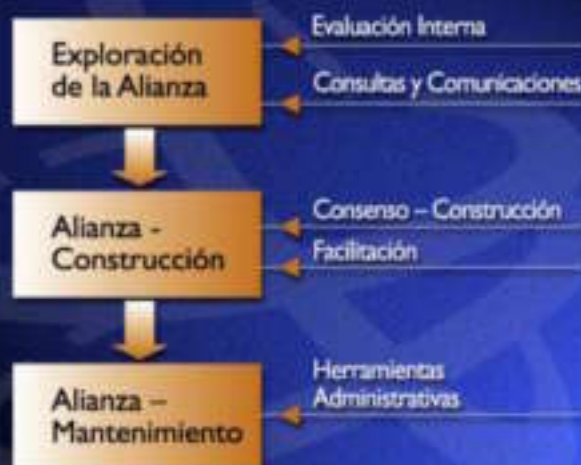 Exploración
de la Alianza
Evaluación Interna
Consultas y Comunicaciones
Alianza -
Construcción
Consenso – Construcción
Facilitación
Alianza –
Mantenimiento
Herramientas
Administrativas